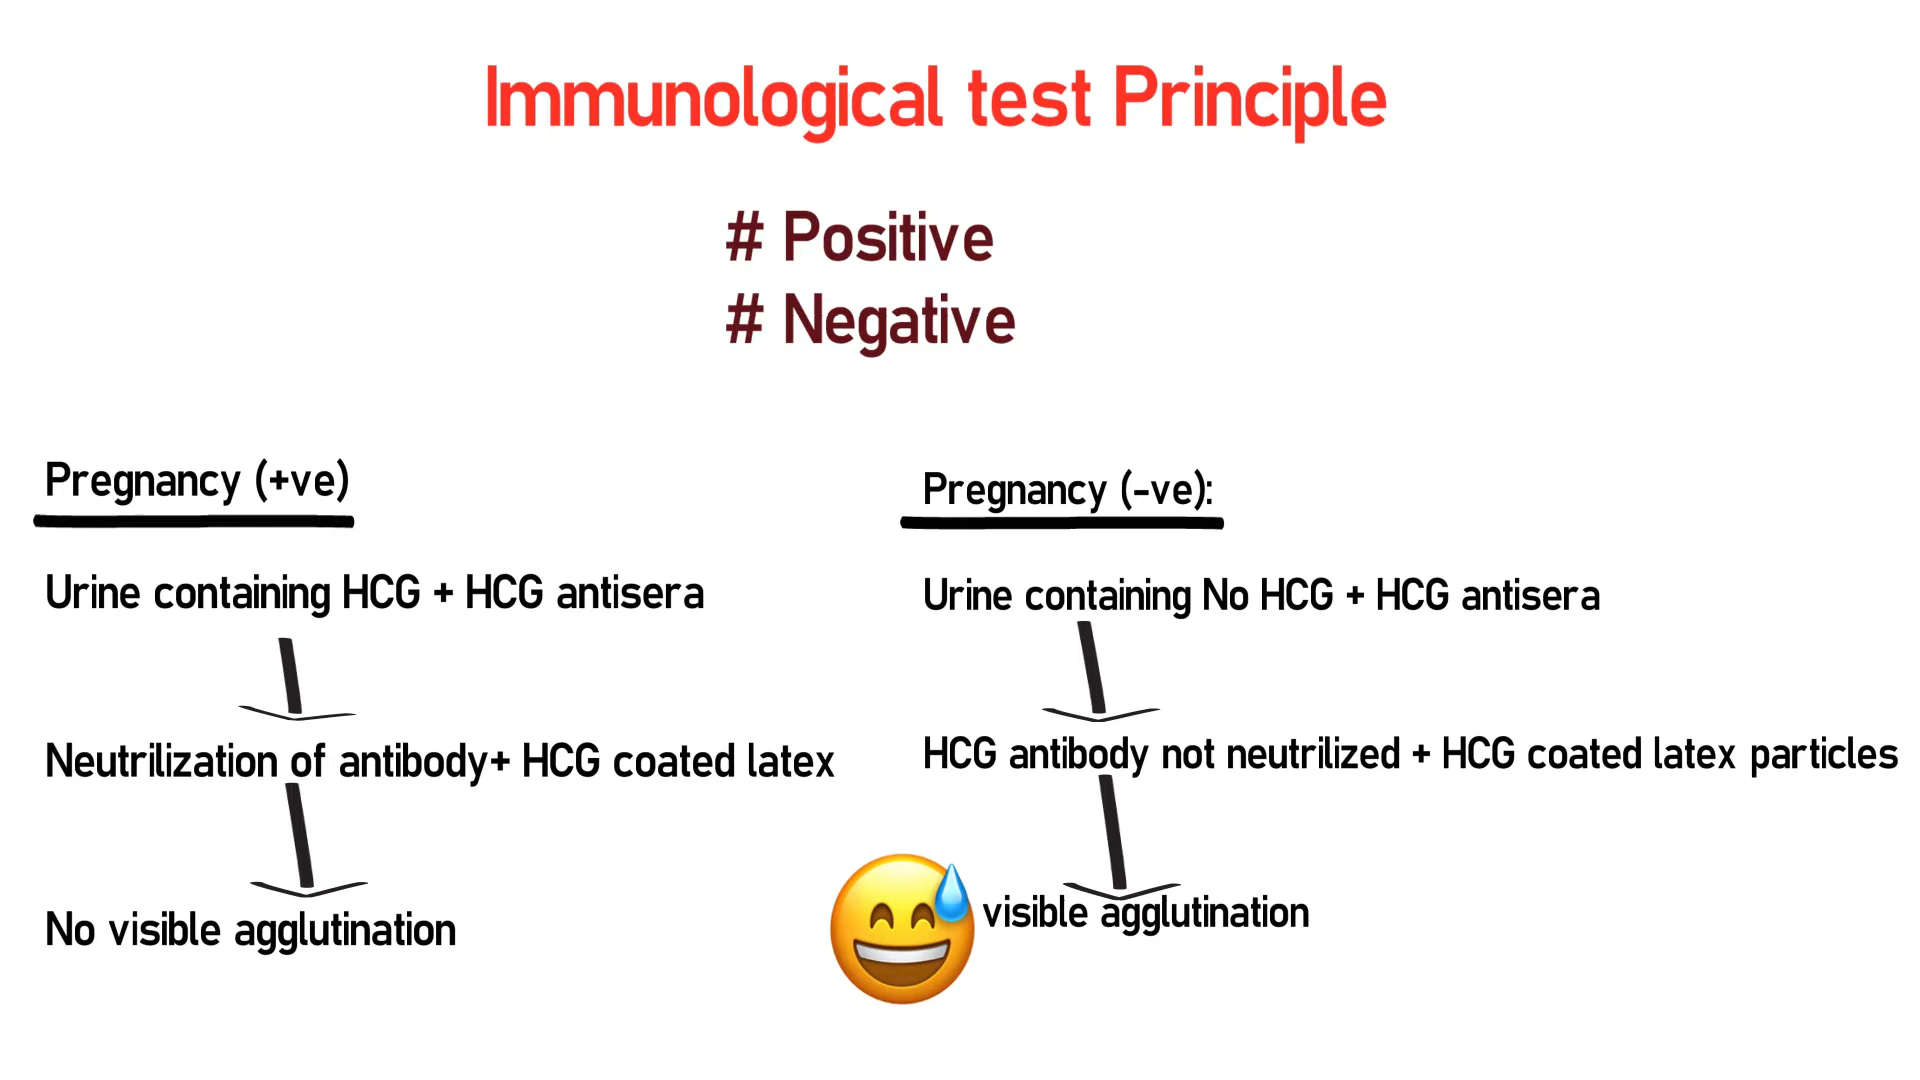 Immunological test Principle
# Positive
# Negative
Pregnancy (+ve)
Urine containing HCG + HCG antisera
Neutrilization of antibody+ HCG coated latex
No visible agglutination
Pregnancy (-ve):
Urine containing No HCG + HCG antisera
HCG antibody not neutrilized + HCG coated latex particles
visible agglutination